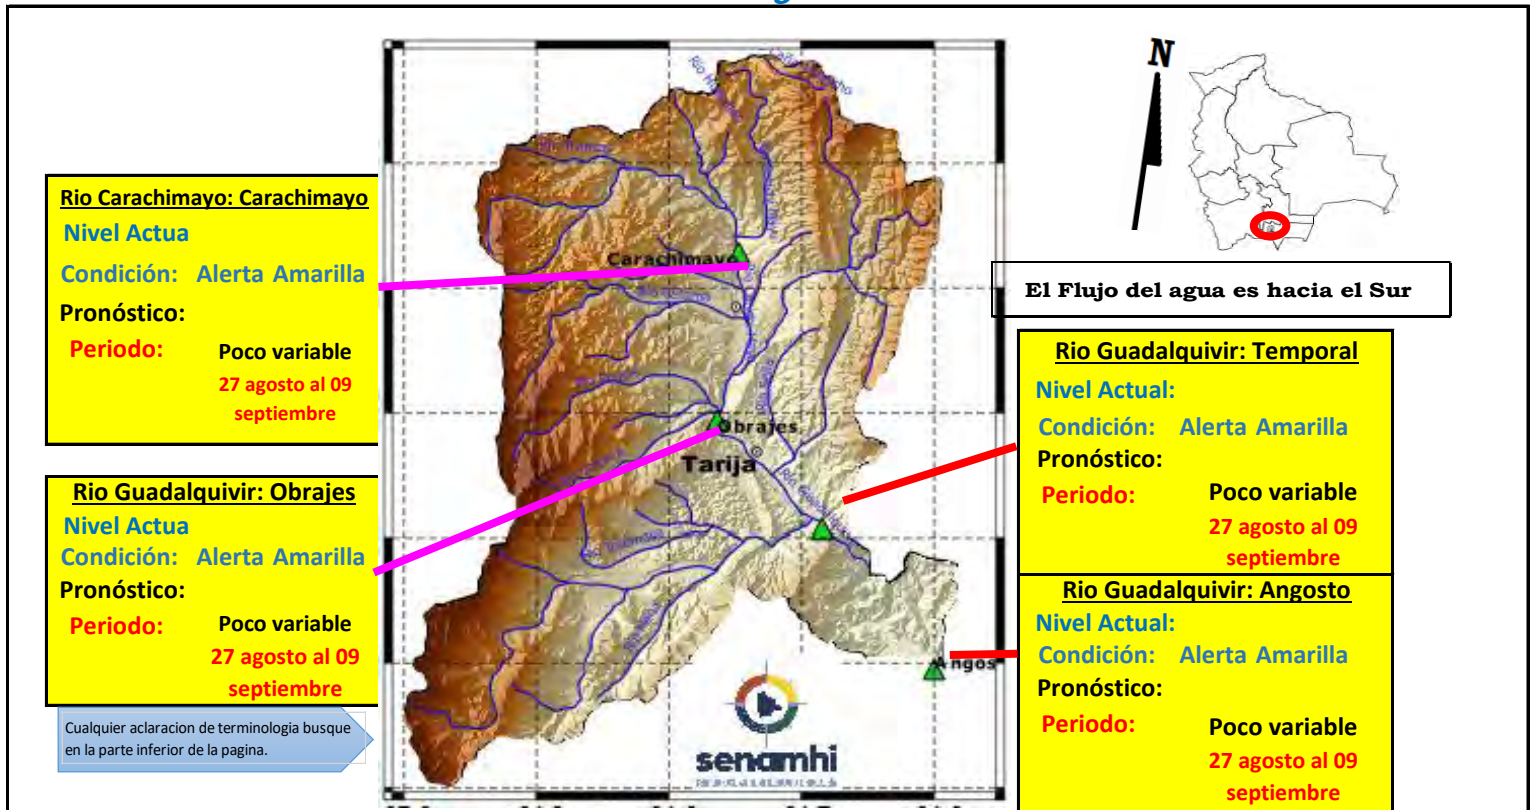 Rio Carachimayo: Carachimayo
Nivel Actua
Condición: Alerta Amarilla
Pronóstico:
Periodo: Poco variable
27 agosto al 09
septiembre
Rio Guadalquivir: Obrajes
Nivel Actua
Condición: Alerta Amarilla
Pronóstico:
Periodo: Poco variable
27 agosto al 09
septiembre
Cualquier aclaracion de terminologia busque
en la parte inferior de la pagina.
Carachimayo
Obrajes
Tarija
Angos
senamhi
N
El Flujo del agua es hacia el Sur
Rio Guadalquivir: Temporal
Nivel Actual:
Condición: Alerta Amarilla
Pronóstico:
Periodo: Poco variable
27 agosto al 09
septiembre
Rio Guadalquivir: Angosto
Nivel Actual:
Condición: Alerta Amarilla
Pronóstico:
Periodo: Poco variable
27 agosto al 09
septiembre